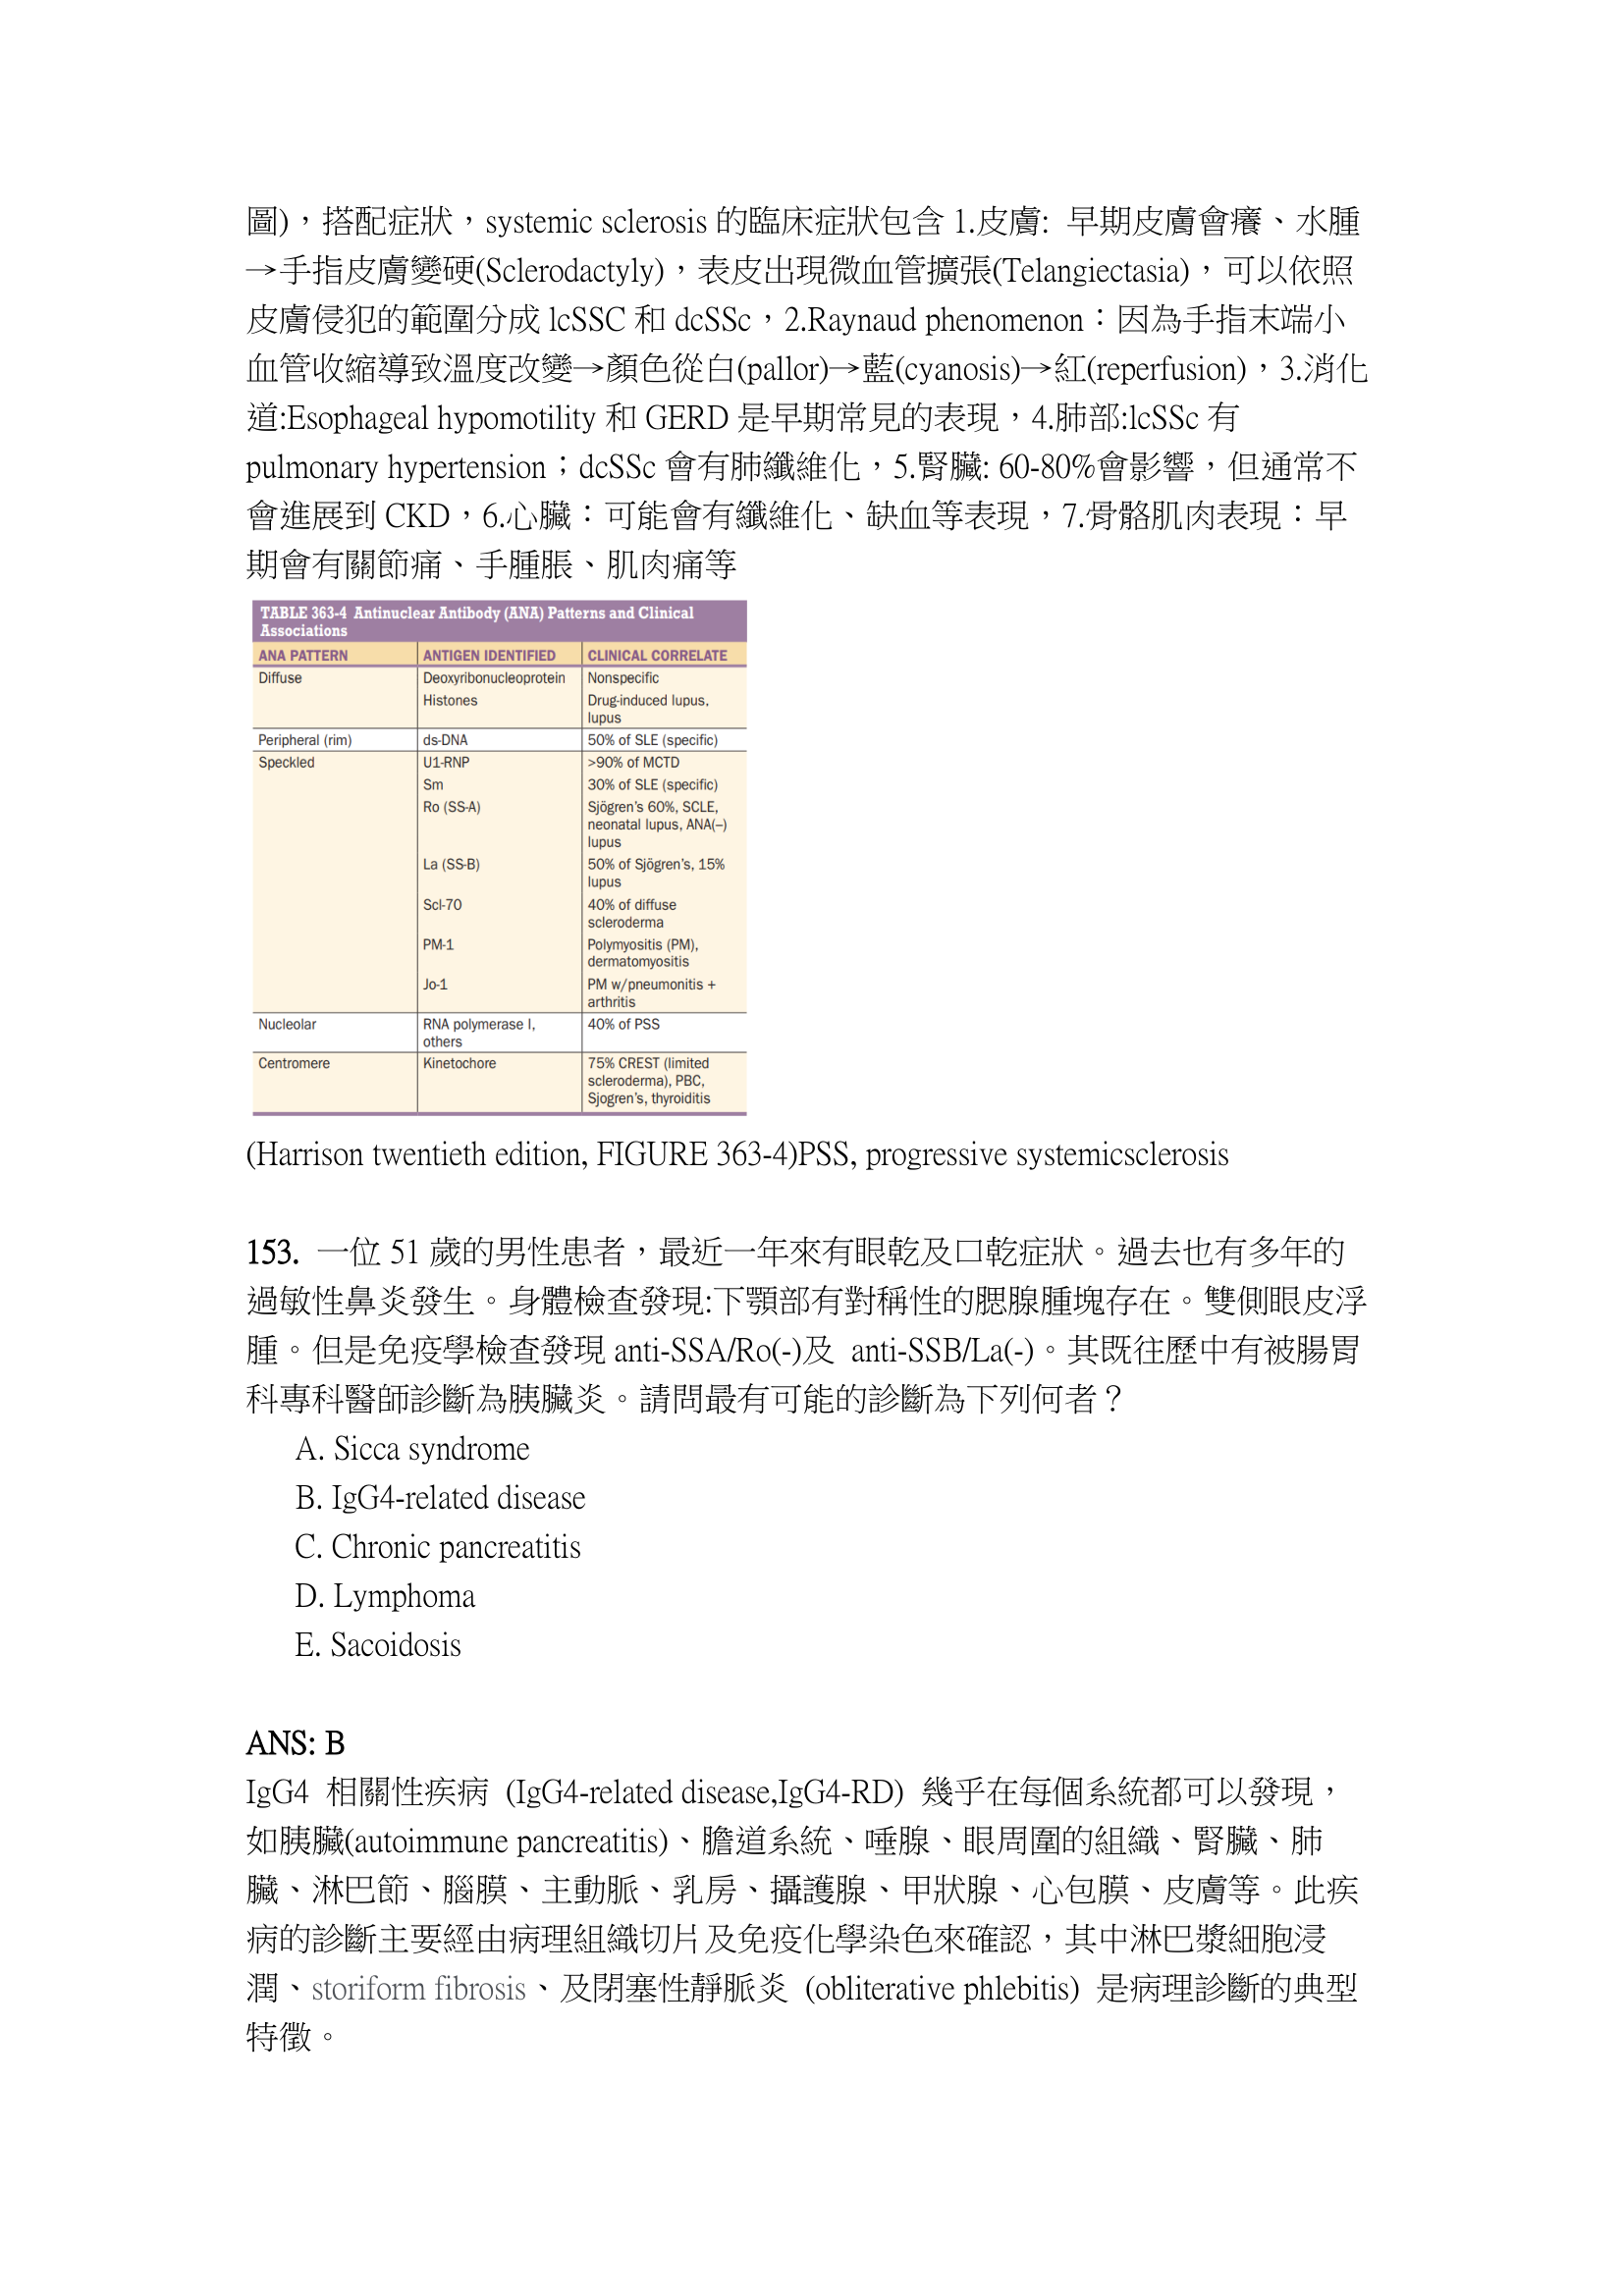 圖)，搭配症狀，systemic sclerosis 的臨床症狀包含 1.皮膚: 早期皮膚會癢、水腫
→手指皮膚變硬(Sclerodactyly)，表皮出現微血管擴張(Telangiectasia)，可以依照
皮膚侵犯的範圍分成 lcSSC 和 dcSSc，2.Raynaud phenomenon：因為手指末端小
血管收縮導致溫度改變→顏色從白(pallor)→藍(cyanosis)→紅(reperfusion)，3.消化
道:Esophageal hypomotility 和 GERD 是早期常見的表現，4.肺部:lcSSc 有
pulmonary hypertension；dcSSc 會有肺纖維化，5.腎臟: 60-80%會影響，但通常不
會進展到 CKD，6.心臟：可能會有纖維化、缺血等表現，7.骨骼肌肉表現：早
期會有關節痛、手腫脹、肌肉痛等
TABLE 363-4 Antinuclear Antibody (ANA) Patterns and Clinical
Associations
ANA PATTERN ANTIGEN IDENTIFIED CLINICAL CORRELATE
Diffuse Deoxyribonucleoprotein Nonspecific
Histones Drug-induced lupus,
lupus
Peripheral (rim) ds-DNA 50% of SLE (specific)
Speckled U1-RNP >90% of MCTD
Sm 30% of SLE (specific)
Ro (SS-A) Sjögren's 60%, SCLE,
neonatal lupus, ANA(–)
lupus
La (SS-B) 50% of Sjögren's, 15%
lupus
Scl-70 40% of diffuse
scleroderma
PM-1 Polymyositis (PM),
dermatomyositis
Jo-1 PM w/pneumonitis +
arthritis
Nucleolar RNA polymerase I, 40% of PSS
others
Centromere Kinetochore 75% CREST (limited
scleroderma), PBC,
Sjogren's, thyroiditis
(Harrison twentieth edition, FIGURE 363-4)PSS, progressive systemicsclerosis
153. 一位 51 歲的男性患者，最近一年來有眼乾及口乾症狀。過去也有多年的
過敏性鼻炎發生。身體檢查發現:下顎部有對稱性的腮腺腫塊存在。雙側眼皮浮
腫。但是免疫學檢查發現 anti-SSA/Ro(-)及 anti-SSB/La(-)。其既往歷中有被腸胃
科專科醫師診斷為胰臟炎。請問最有可能的診斷為下列何者？
A. Sicca syndrome
B. IgG4-related disease
C. Chronic pancreatitis
D. Lymphoma
E. Sacoidosis
ANS: B
IgG4 相關性疾病 (IgG4-related disease,IgG4-RD) 幾乎在每個系統都可以發現，
如胰臟(autoimmune pancreatitis)、膽道系統、唾腺、眼周圍的組織、腎臟、肺
臟、淋巴節、腦膜、主動脈、乳房、攝護腺、甲狀腺、心包膜、皮膚等。此疾
病的診斷主要經由病理組織切片及免疫化學染色來確認，其中淋巴漿細胞浸
潤、storiform fibrosis、及閉塞性靜脈炎 (obliterative phlebitis) 是病理診斷的典型
特徵。